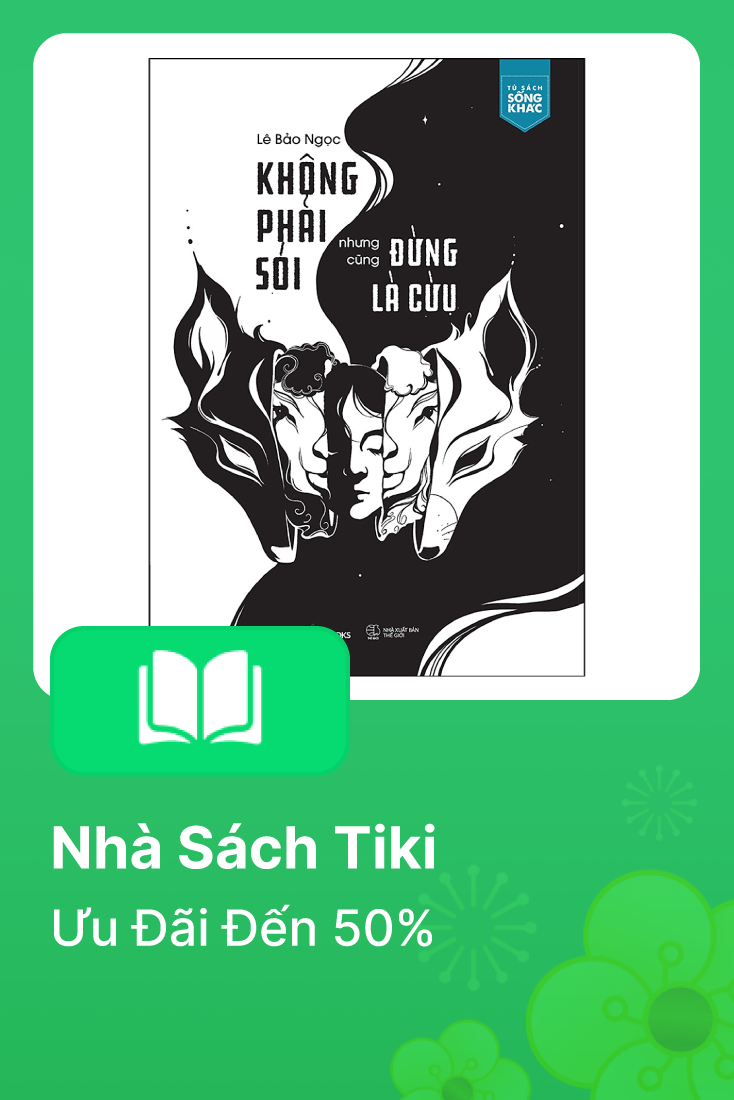 TỦ SÁCH
SỐNG
KHÁC
Lê Bảo Ngọc
KHÔNG
PHẢI
SÓI
nhưng
cũng
ĐỪNG
LÀ CỪU
NHÀ XUẤT BẢN
THẾ GIỚI
Nhà Sách Tiki
Ưu Đãi Đến 50%